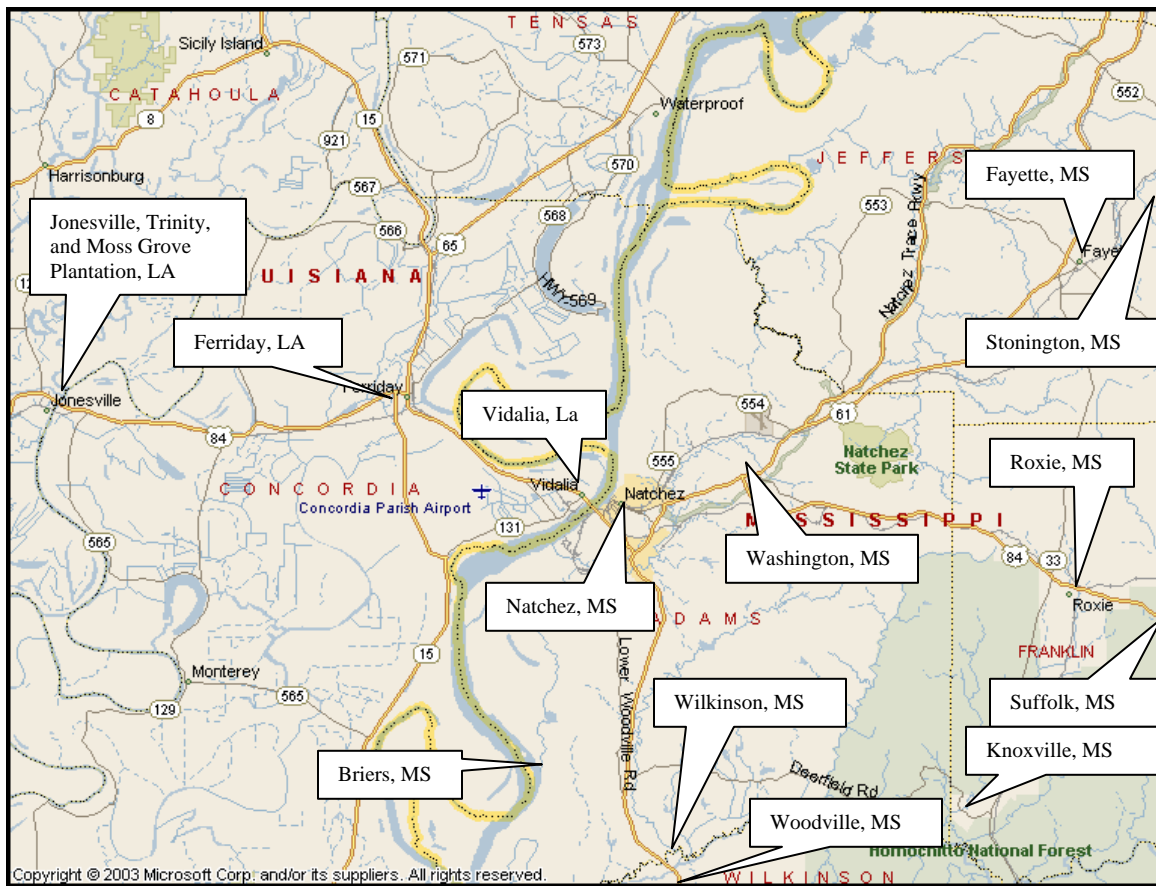 TENSAS
Sicily Island
573
571
CATAHOULA
8
15
Waterproof
552
921
Harrisonburg
570
JEFFERS
Fayette, MS
567
553
Jonesville, Trinity,
and Moss Grove
Plantation, LA
568
566
65
Natchez Trace Pkwy
Fayet
UISIANA
HWY-569
Ferriday, LA
Stonington, MS
Ferriday
Jonesville
Vidalia, La
554
61
84
555
Natchez
State Park
Roxie, MS
CONCORDIA
Vidalia
Natchez
Concordia Parish Airport
131
MISSISSIPPI
565
Washington, MS
84
33
Natchez, MS
Roxie
ADAMS
15
Lower Woodville Rd
FRANKLIN
Monterey
565
129
Wilkinson, MS
Suffolk, MS
Knoxville, MS
Briers, MS
Deerfield Rd
Woodville, MS
Homochitto National Forest
Copyright © 2003 Microsoft Corp. and/or its suppliers. All rights reserved.
WILKINSON